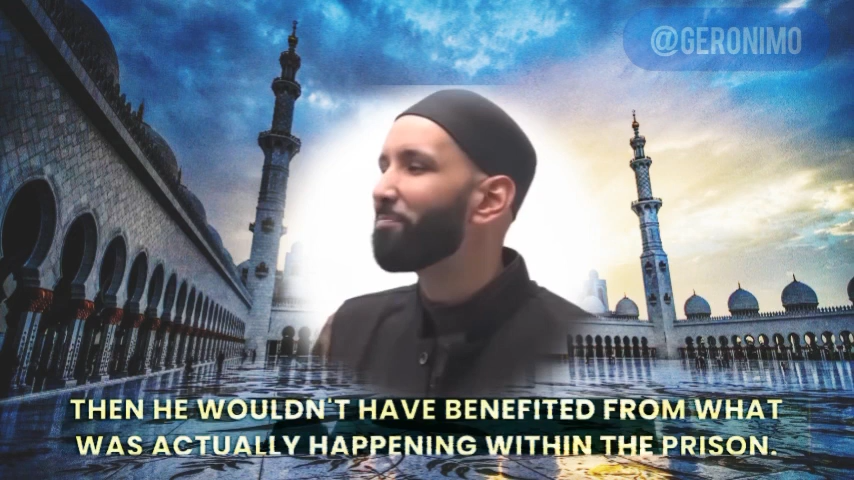 @GERONIMO
THEN HE WOULDN'T HAVE BENEFITED FROM WHAT
WAS ACTUALLY HAPPENING WITHIN THE PRISON.